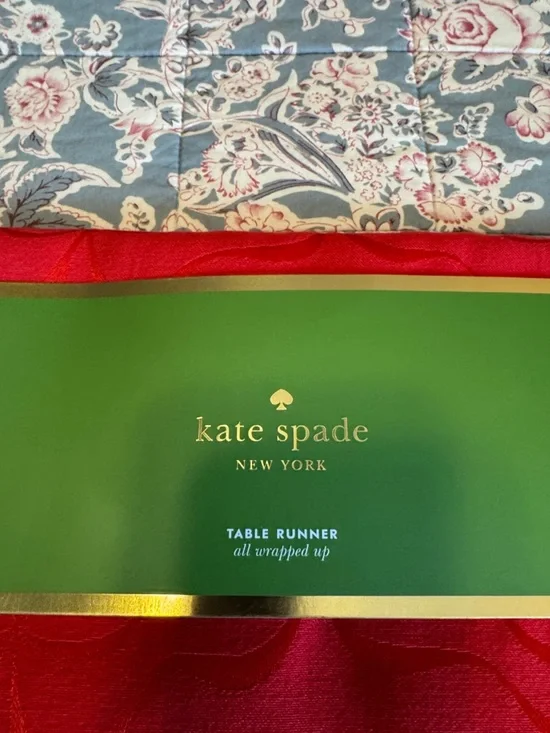 kate spade
NEW YORK
TABLE RUNNER
all wrapped up